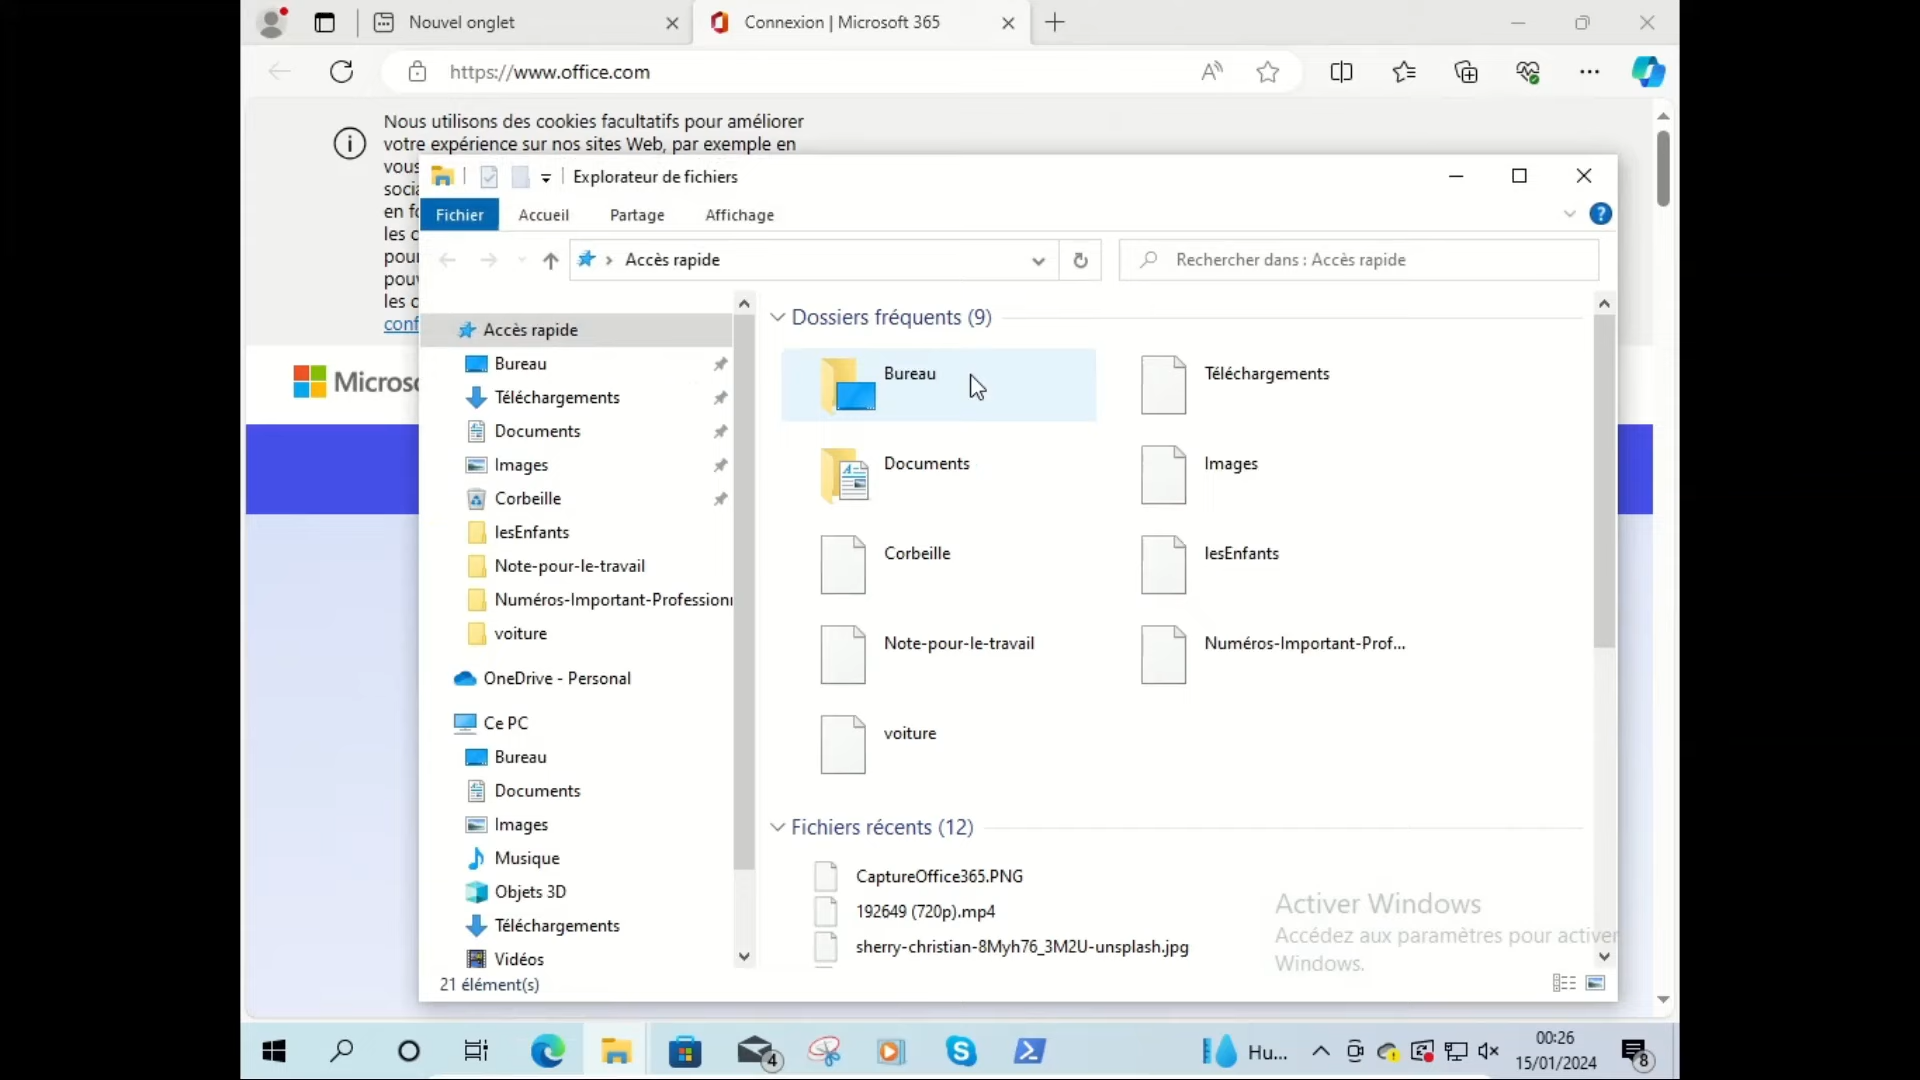 Nouvel onglet
Connexion | Microsoft 365
https://www.office.com
Nous utilisons des cookies facultatifs pour améliorer
votre expérience sur nos sites Web, par exemple en
Explorateur de fichiers
Fichier
Accueil
Partage
Affichage
Accès rapide
Rechercher dans : Accès rapide
Accès rapide
Bureau
Téléchargements
Documents
Images
Corbeille
lesEnfants
Note-pour-le-travail
Numéros-Important-Professionn
voiture
OneDrive - Personal
Ce PC
Bureau
Documents
Images
Musique
Objets 3D
Téléchargements
Vidéos
Dossiers fréquents (9)
Bureau
Téléchargements
Documents
Images
Corbeille
lesEnfants
Note-pour-le-travail
Numéros-Important-Prof...
voiture
Fichiers récents (12)
CaptureOffice365.PNG
192649 (720p).mp4
sherry-christian-8Myh76_3M2U-unsplash.jpg
Activer Windows
Accédez aux paramètres pour activer
Windows.
21 élément(s)
4
Hu...
00:26
15/01/2024
8